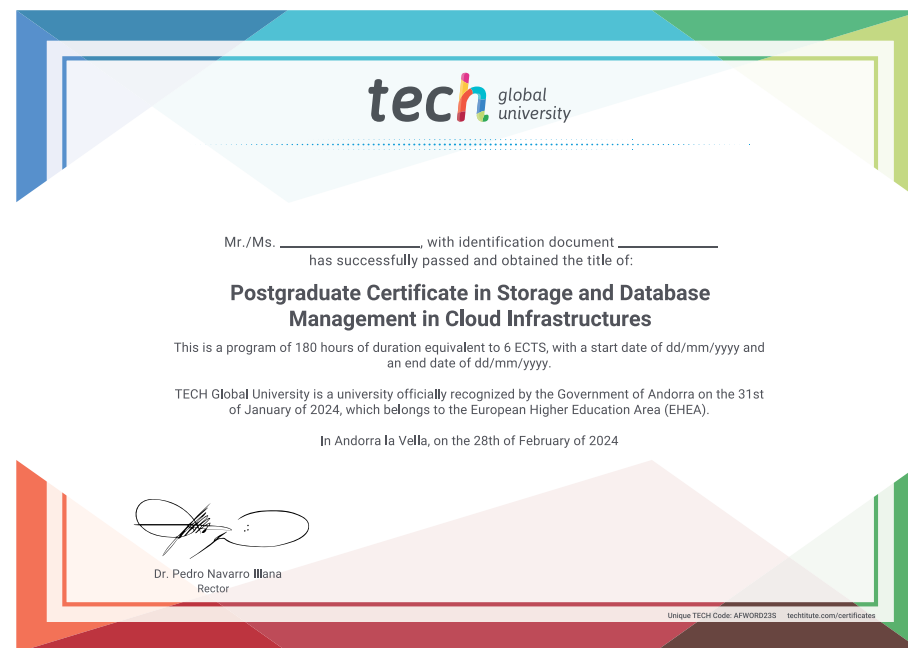 tech global university
Mr./Ms. ____________________, with identification document ______________
has successfully passed and obtained the title of:
Postgraduate Certificate in Storage and Database
Management in Cloud Infrastructures
This is a program of 180 hours of duration equivalent to 6 ECTS, with a start date of dd/mm/yyyy and
an end date of dd/mm/yyyy.
TECH Global University is a university officially recognized by the Government of Andorra on the 31st
of January of 2024, which belongs to the European Higher Education Area (EHEA).
In Andorra la Vella, on the 28th of February of 2024
Dr. Pedro Navarro Illana
Rector
Unique TECH Code: AFWORD23S techtitute.com/certificates